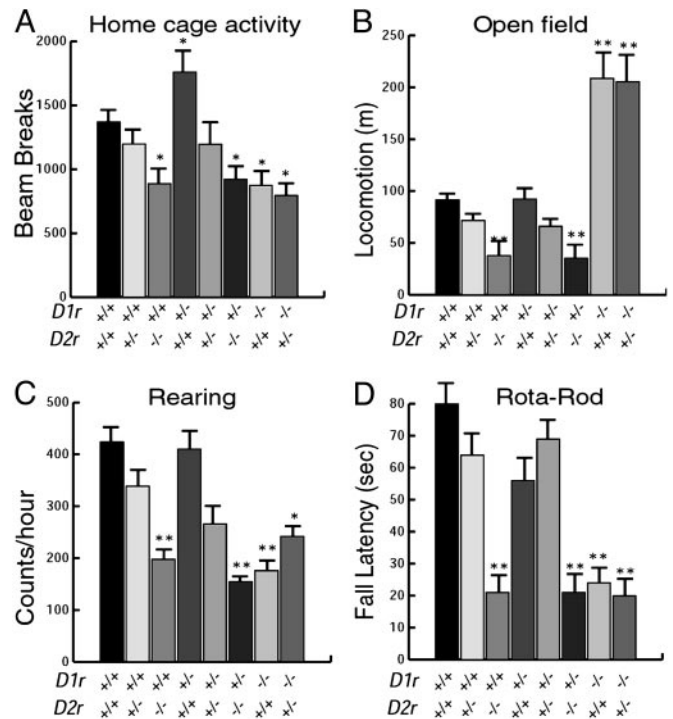 A Home cage activity
Beam Breaks
2000
1500
1000
500
0
* * * * *
D1r +/+ +/+ +/+ +/- +/- +/- -/- -/-
D2r +/+ +/- -/- +/+ +/- -/- +/+ +/-
B Open field
Locomotion (m)
250
200
150
100
50
0
** ** ** **
D1r +/+ +/+ +/+ +/- +/- +/- -/- -/-
D2r +/+ +/- -/- +/+ +/- -/- +/+ +/-
C Rearing
Counts/hour
500
400
300
200
100
0
** ** ** *
D1r +/+ +/+ +/+ +/- +/- +/- -/- -/-
D2r +/+ +/- -/- +/+ +/- -/- +/+ +/-
D Rota-Rod
Fall Latency (sec)
80
70
60
50
40
30
20
10
0
** ** ** **
D1r +/+ +/+ +/+ +/- +/- +/- -/- -/-
D2r +/+ +/- -/- +/+ +/- -/- +/+ +/-